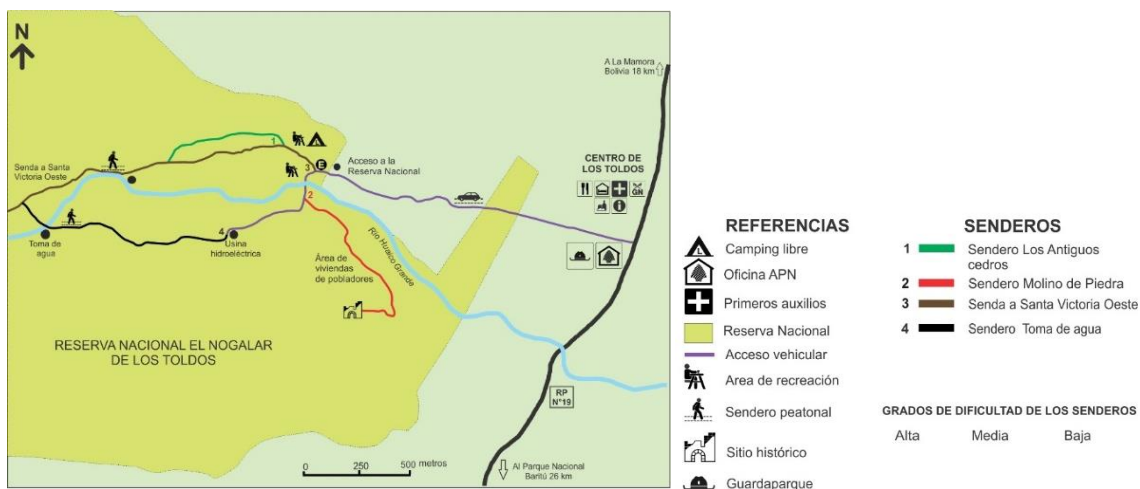 N
A La Mamora
Bolivia 18 km
1
Senda a Santa
Victoria Oeste
3
E
Acceso a la
Reserva Nacional
CENTRO DE
LOS TOLDOS
GR
2
4
Toma de
agua
Usina
hidroeléctrica
Río Huaico Grande
Área de
viviendas
de pobladores
RESERVA NACIONAL EL NOGALAR
DE LOS TOLDOS
RP
N°19
0 250 500 metros
Al Parque Nacional
Baritú 26 km
REFERENCIAS
Camping libre
Oficina APN
Primeros auxilios
Reserva Nacional
Acceso vehicular
Area de recreación
Sendero peatonal
Sitio histórico
Guardaparque
SENDEROS
1 Sendero Los Antiguos
cedros
2 Sendero Molino de Piedra
3 Senda a Santa Victoria Oeste
4 Sendero Toma de agua
GRADOS DE DIFICULTAD DE LOS SENDEROS
Alta Media Baja